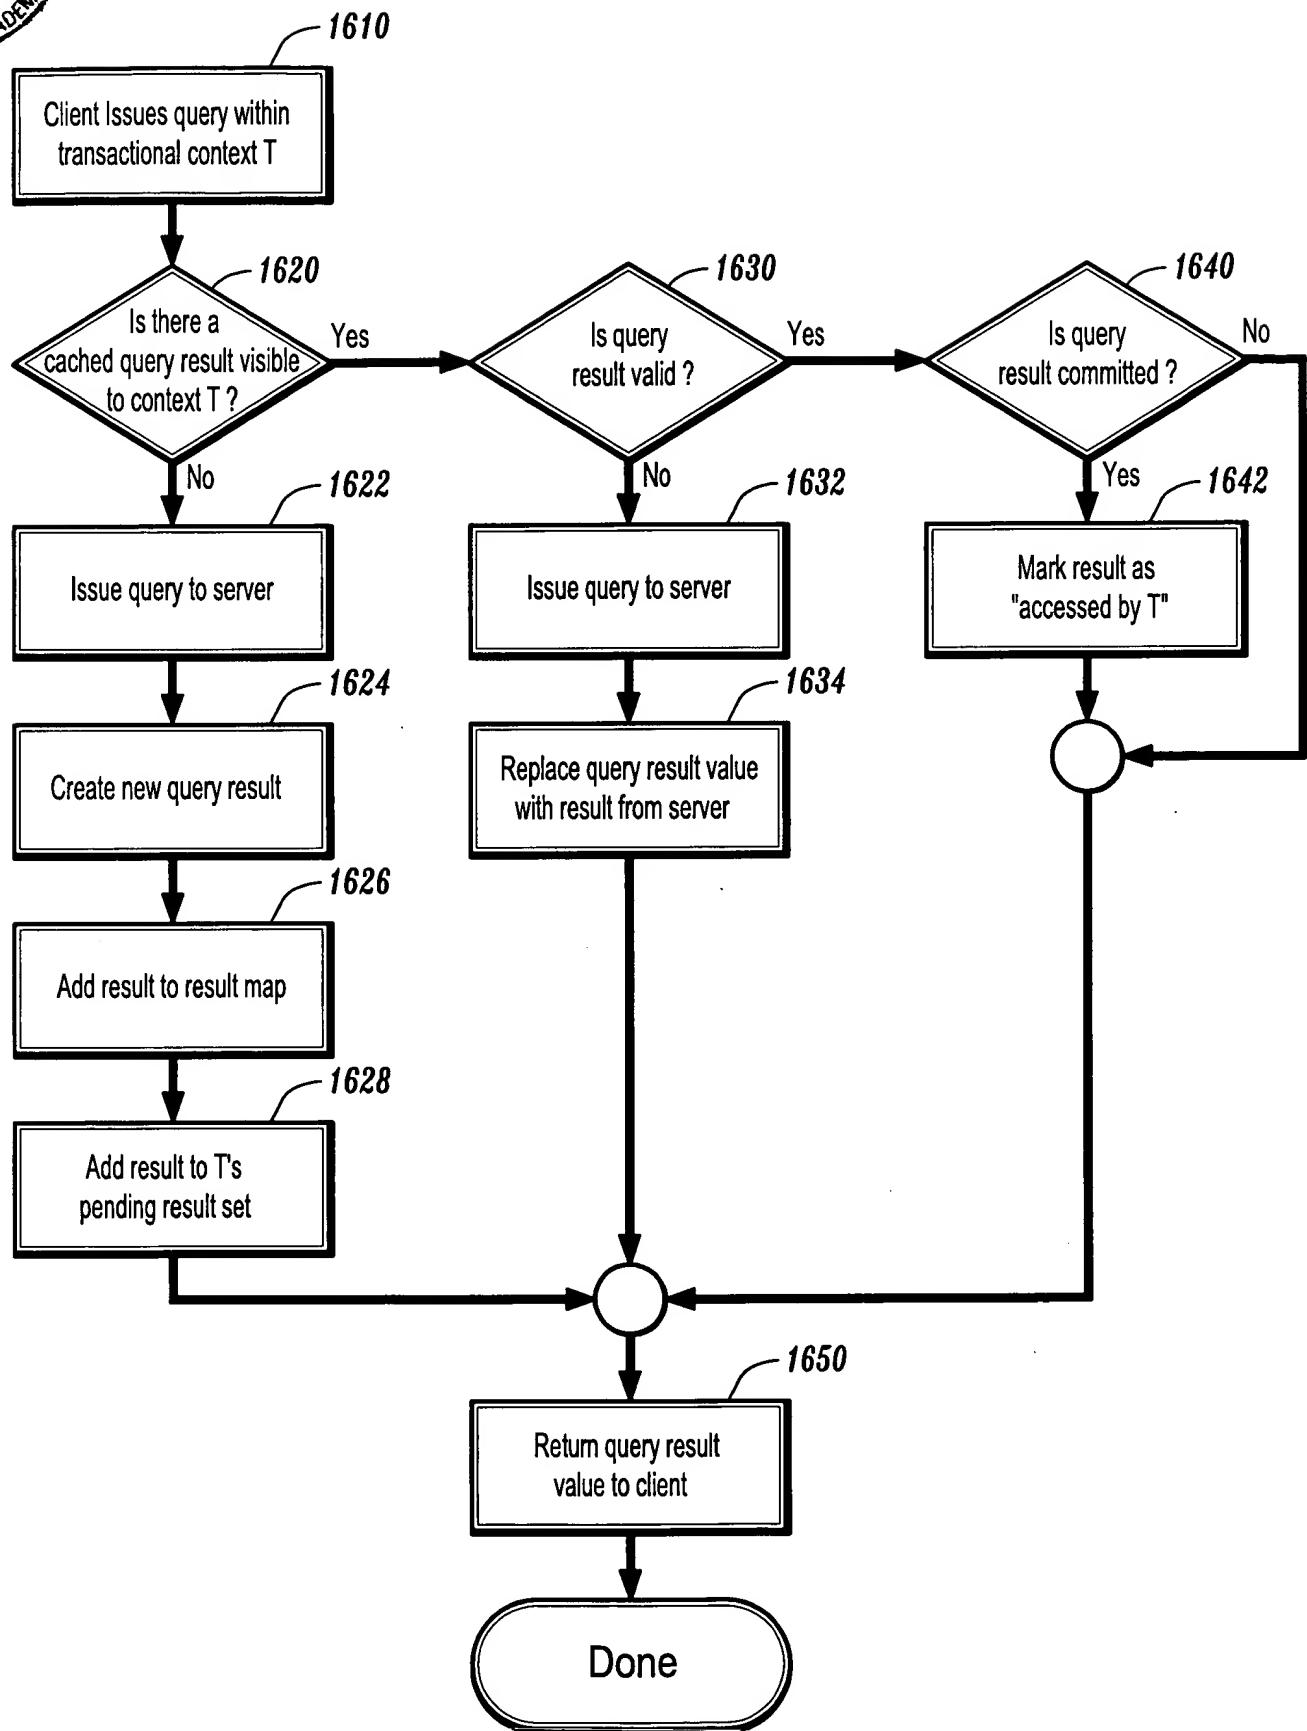 1610
Client Issues query within
transactional context T
1620
Is there a
cached query result visible
to context T ?
Yes
No
1630
Is query
result valid ?
Yes
No
1640
Is query
result committed ?
No
Yes
1622
Issue query to server
1632
Issue query to server
1642
Mark result as
"accessed by T"
1624
Create new query result
1634
Replace query result value
with result from server
1626
Add result to result map
1628
Add result to T's
pending result set
1650
Return query result
value to client
Done